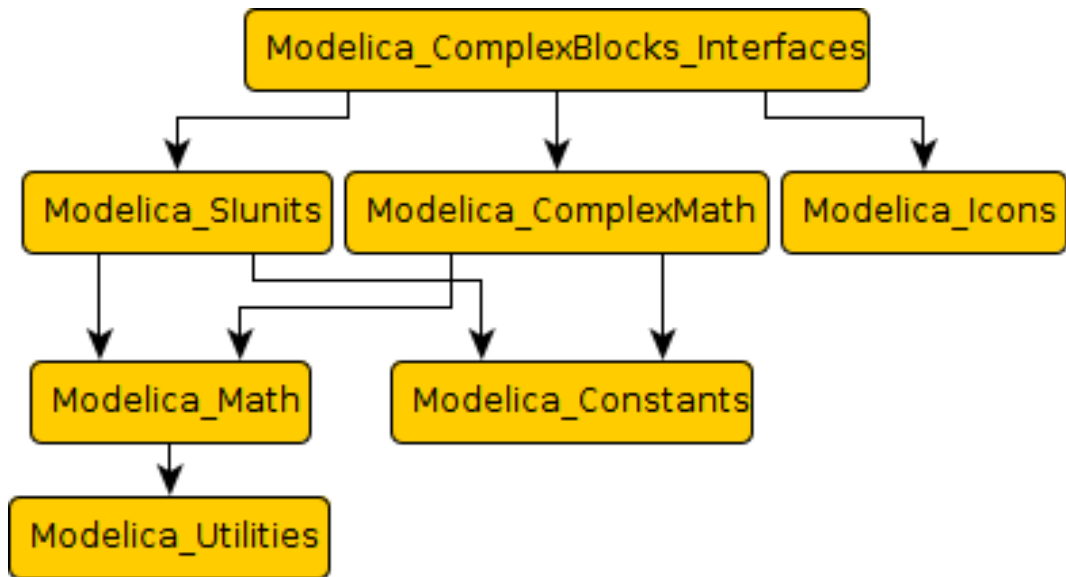 Modelica_ComplexBlocks_Interfaces
Modelica_SIunits
Modelica_ComplexMath
Modelica_Icons
Modelica_Math
Modelica_Constants
Modelica_Utilities